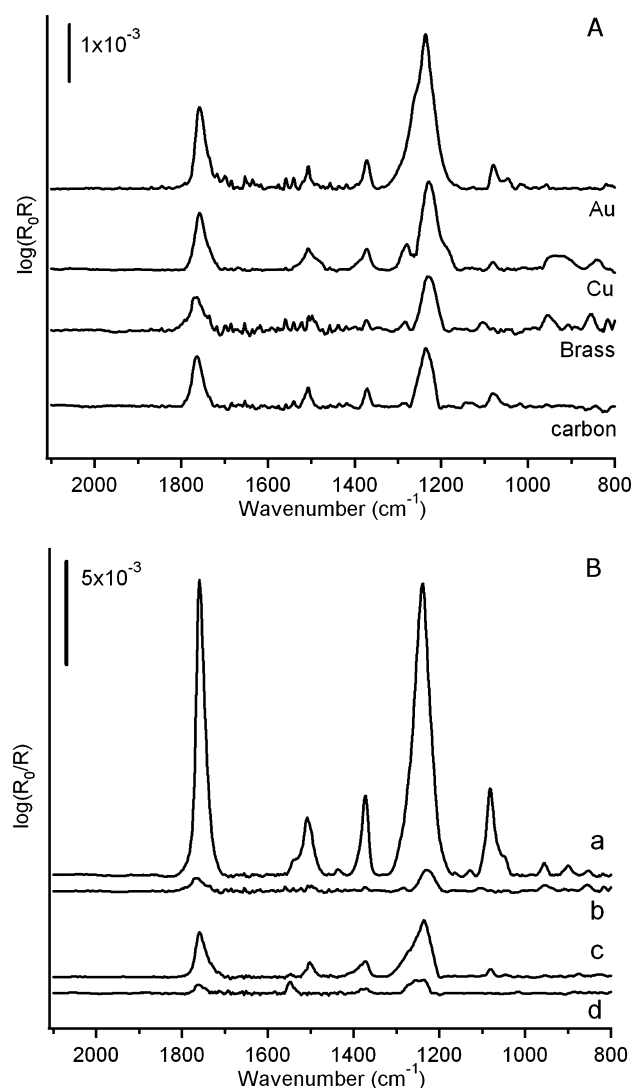 A
1x10⁻³
log(R₀R)
Au
Cu
Brass
carbon
2000 1800 1600 1400 1200 1000 800
Wavenumber (cm⁻¹)
B
5x10⁻³
log(R₀/R)
a
b
c
d
2000 1800 1600 1400 1200 1000 800
Wavenumber (cm⁻¹)